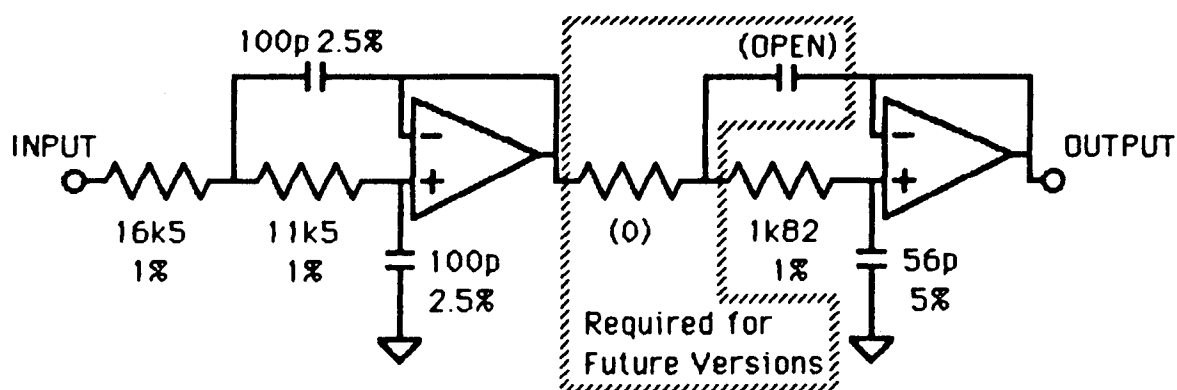 100p 2.5%
(OPEN)
INPUT
−
+
−
+
OUTPUT
16k5
1%
11k5
1%
100p
2.5%
(0)
1k82
1%
56p
5%
Required for
Future Versions